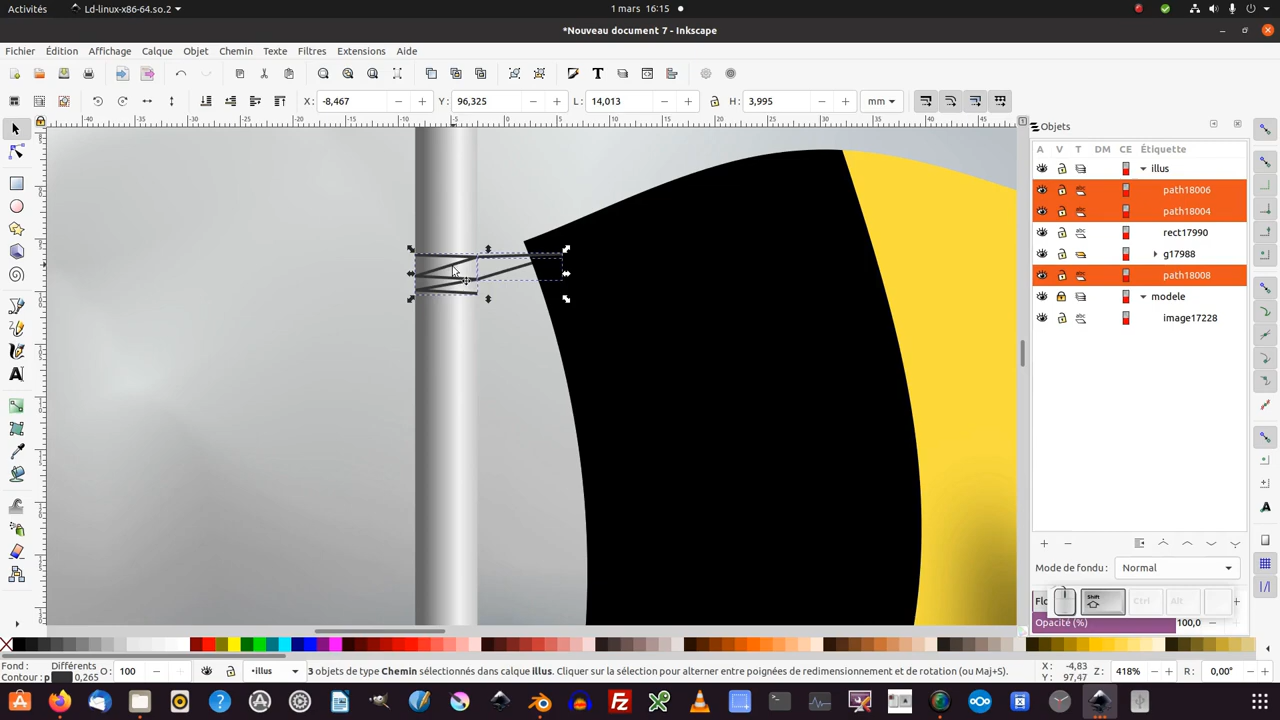 Activités
Ld-linux-x86-64.so.2
1 mars 16:15
*Nouveau document 7 - Inkscape
Fichier Édition Affichage Calque Objet Chemin Texte Filtres Extensions Aide
X: -8,467 Y: 96,325 L: 14,013 H: 3,995 mm
Objets
A V T DM CE Étiquette
illus
path18006
path18004
rect17990
g17988
path18008
modele
image17228
Mode de fondu : Normal
Shift Ctrl Alt
Opacité (%) 100,0
Fond : Différents
Contour : p 0,265
O: 100
•illus
3 objets de type Chemin sélectionnés dans calque illus. Cliquer sur la sélection pour alterner entre poignées de redimensionnement et de rotation (ou Maj+S).
X: -4,83
Y: 97,47
Z: 418%
R: 0,00°